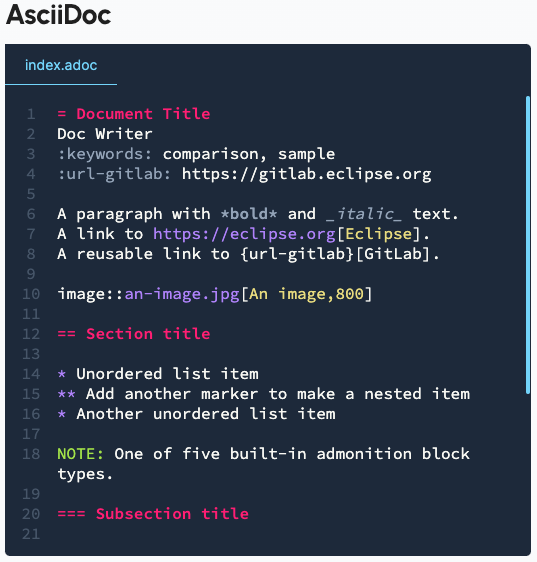 AsciiDoc
index.adoc
1 = Document Title
2 Doc Writer
3 :keywords: comparison, sample
4 :url-gitlab: https://gitlab.eclipse.org
5
6 A paragraph with *bold* and _italic_ text.
7 A link to https://eclipse.org[Eclipse].
8 A reusable link to {url-gitlab}[GitLab].
9
10 image::an-image.jpg[An image,800]
11
12 == Section title
13
14 * Unordered list item
15 ** Add another marker to make a nested item
16 * Another unordered list item
17
18 NOTE: One of five built-in admonition block
types.
19
20 === Subsection title
21